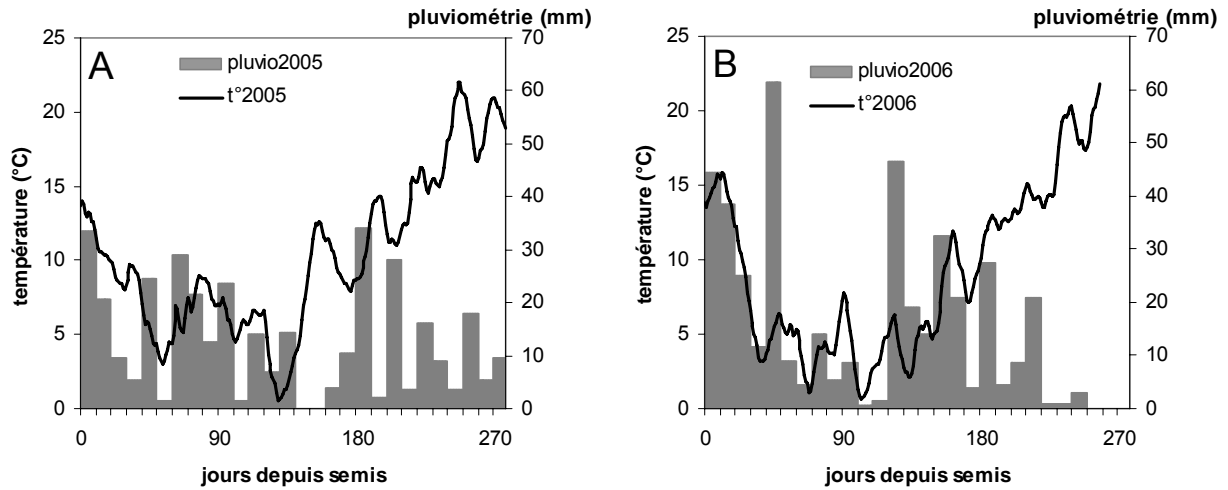 pluviométrie (mm)
A
pluvio2005
t°2005
température (°C)
25
20
15
10
5
0
70
60
50
40
30
20
10
0
0 90 180 270
jours depuis semis
pluviométrie (mm)
B
pluvio2006
t°2006
température (°C)
25
20
15
10
5
0
70
60
50
40
30
20
10
0
0 90 180 270
jours depuis semis